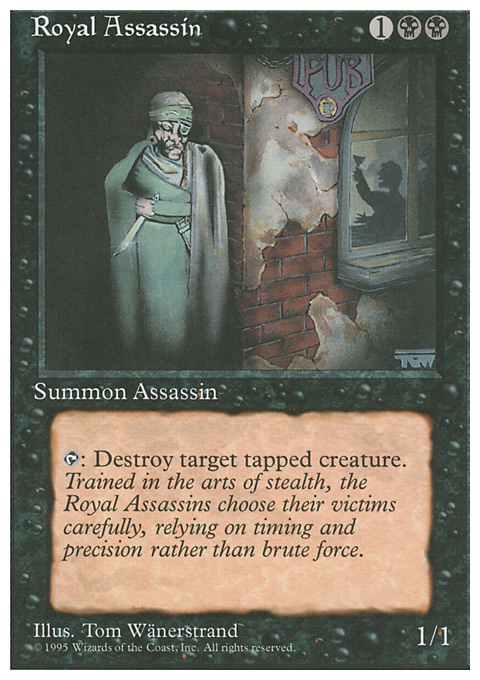 Royal Assassin 1
PUB
TOM
Summon Assassin
: Destroy target tapped creature.
Trained in the arts of stealth, the
Royal Assassins choose their victims
carefully, relying on timing and
precision rather than brute force.
Illus. Tom Wänerstrand
© 1995 Wizards of the Coast, Inc. All rights reserved.
1/1